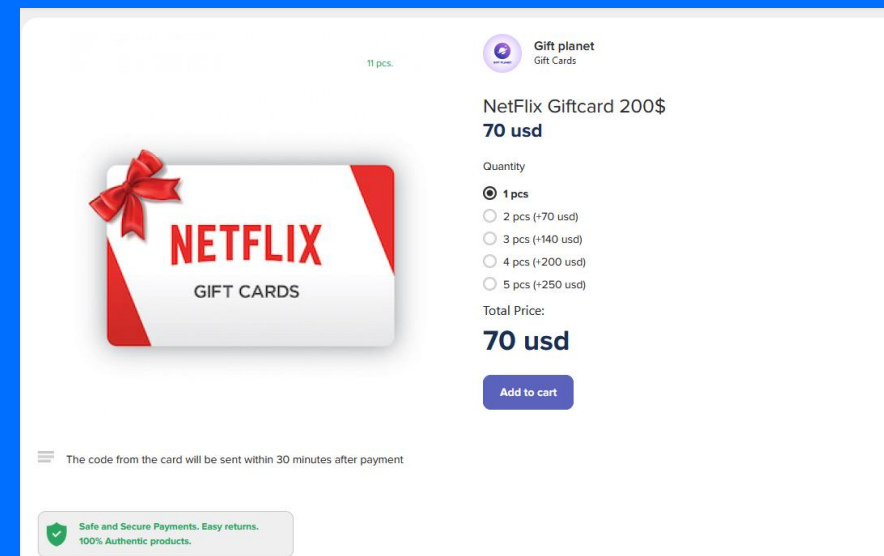 11 pcs.
Gift planet
Gift Cards
NetFlix Giftcard 200$
70 usd
Quantity
1 pcs
2 pcs (+70 usd)
3 pcs (+140 usd)
4 pcs (+200 usd)
5 pcs (+250 usd)
Total Price:
70 usd
Add to cart
NETFLIX
GIFT CARDS
The code from the card will be sent within 30 minutes after payment
Safe and Secure Payments. Easy returns.
100% Authentic products.